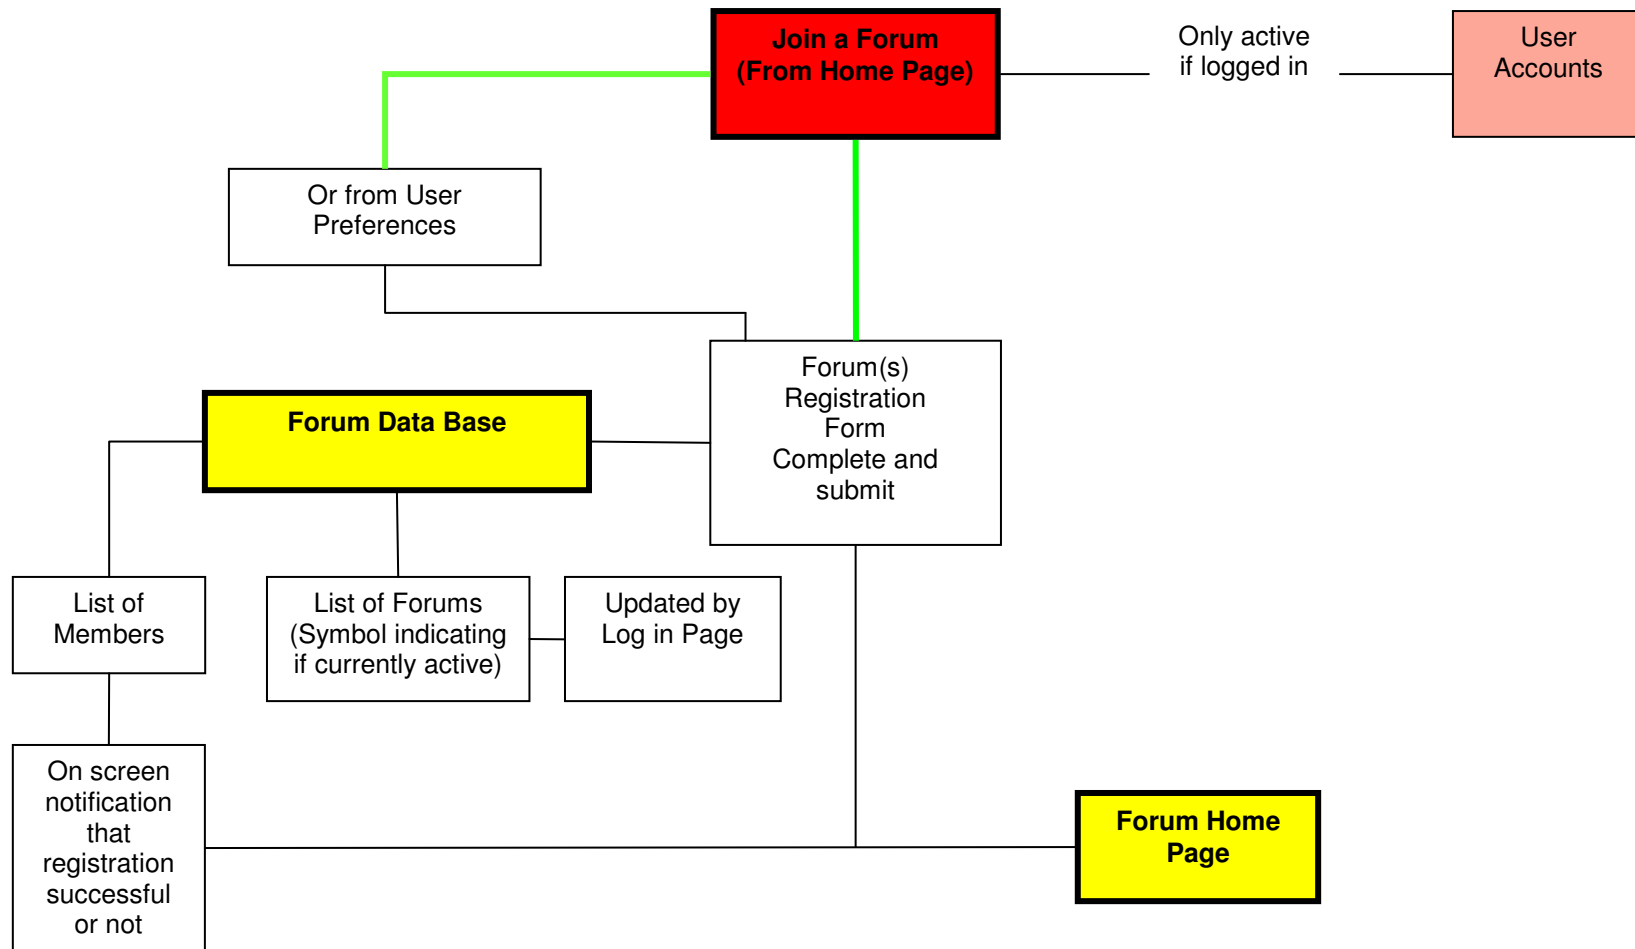 Join a Forum
(From Home Page)
Only active
if logged in
User
Accounts
Or from User
Preferences
Forum(s)
Registration
Form
Complete and
submit
Forum Data Base
List of
Members
List of Forums
(Symbol indicating
if currently active)
Updated by
Log in Page
On screen
notification
that
registration
successful
or not
Forum Home
Page